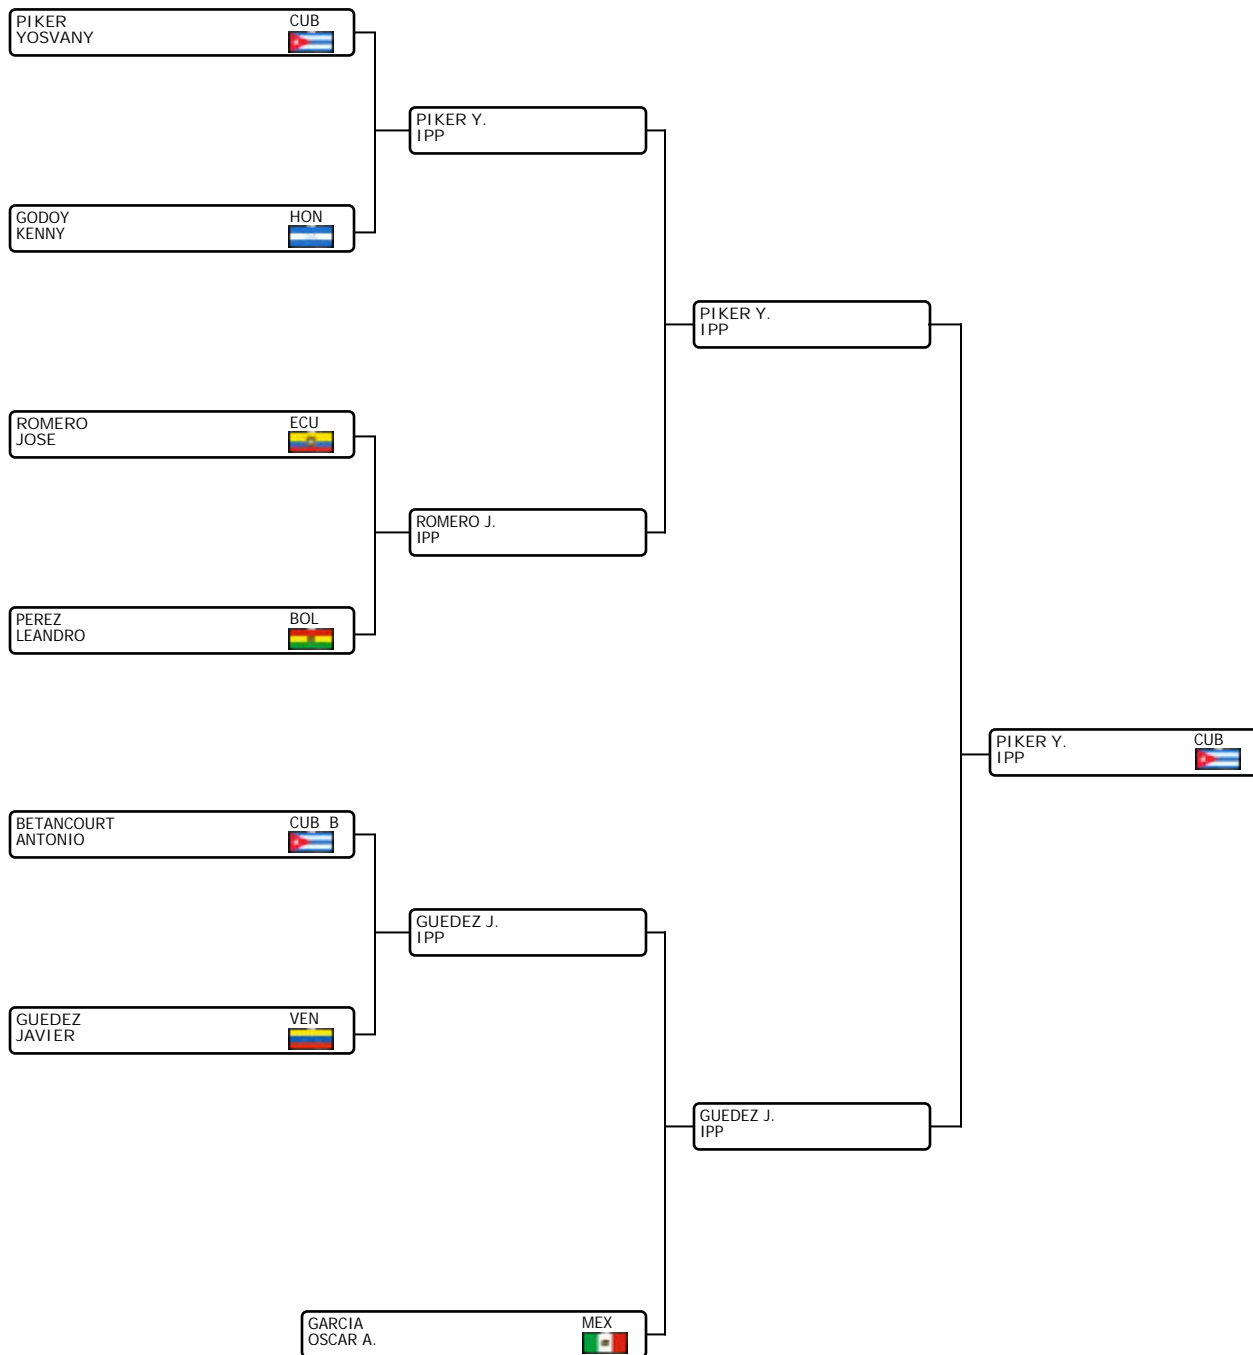 PIKER CUB
YOSVANY
PIKER Y.
IPP
GODOY HON
KENNY
PIKER Y.
IPP
ROMERO ECU
JOSE
ROMERO J.
IPP
PEREZ BOL
LEANDRO
PIKER Y. CUB
IPP
BETANCOURT CUB B
ANTONIO
GUEDEZ J.
IPP
GUEDEZ VEN
JAVIER
GUEDEZ J.
IPP
GARCIA MEX
OSCAR A.